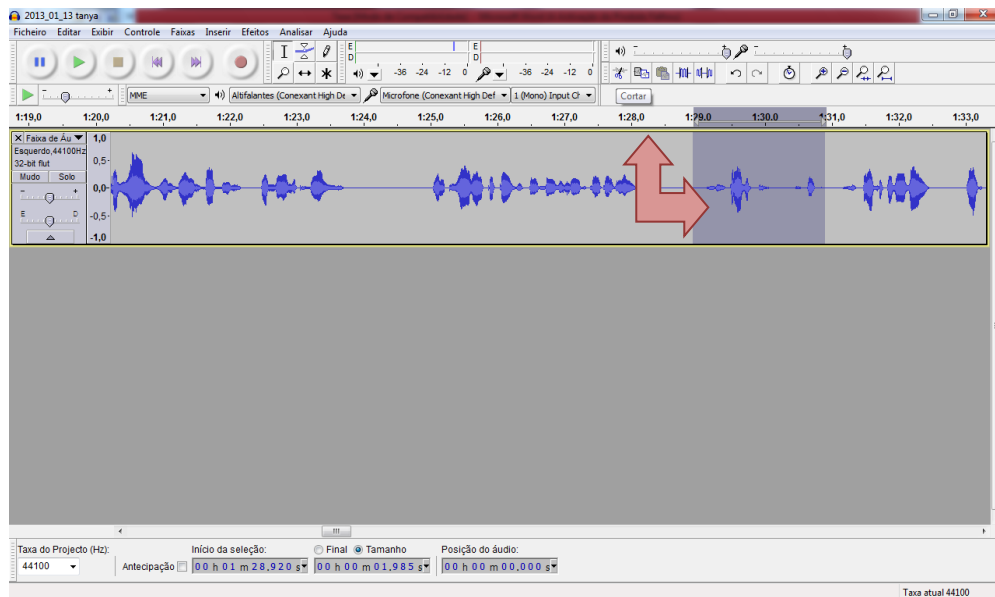 2013_01_13 tanya
Ficheiro Editar Exibir Controle Faixas Inserir Efeitos Analisar Ajuda
E
D
-36 -24 -12 0
E
D
-36 -24 -12 0
MME
Altifalantes (Conexant High De
Microfone (Conexant High Def
1 (Mono) Input Ch
Cortar
1:19,0 1:20,0 1:21,0 1:22,0 1:23,0 1:24,0 1:25,0 1:26,0 1:27,0 1:28,0 1:29,0 1:30,0 1:31,0 1:32,0 1:33,0
X Faixa de Áu
Esquerdo,44100Hz
32-bit flut
Mudo Solo
- +
E D
1,0
0,5-
0,0-
-0,5-
-1,0
Taxa do Projecto (Hz): Início da seleção: Final Tamanho Posição do áudio:
44100 Antecipação 00 h 01 m 28,920 s 00 h 00 m 01,985 s 00 h 00 m 00,000 s
Taxa atual 44100